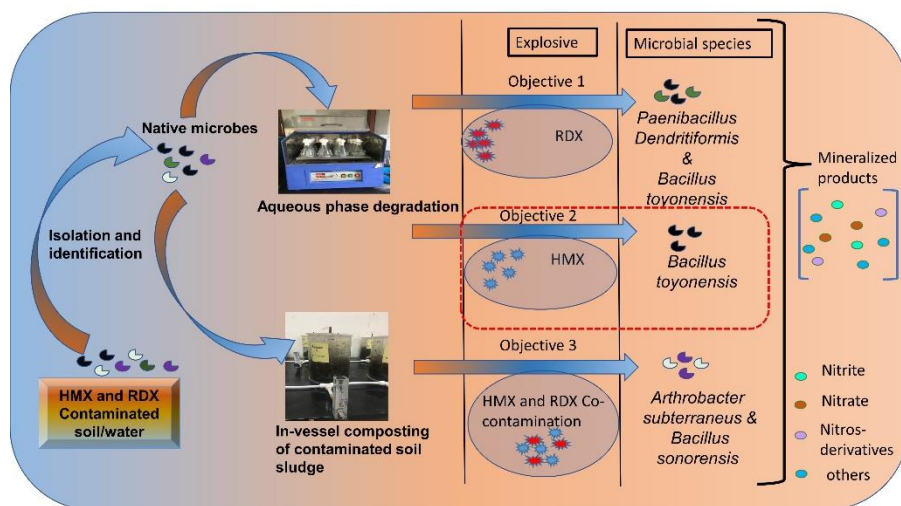 Explosive
Microbial species
Objective 1
Native microbes
RDX
Paenibacillus
Dendritiformis
&
Bacillus
toyonensis
Mineralized
products
Aqueous phase degradation
Isolation and
identification
Objective 2
HMX
Bacillus
toyonensis
Objective 3
HMX and RDX
Contaminated
soil/water
In-vessel composting
of contaminated soil
sludge
HMX and RDX Co-
contamination
Arthrobacter
subterraneus &
Bacillus
sonorensis
Nitrite
Nitrate
Nitros-
derivatives
others